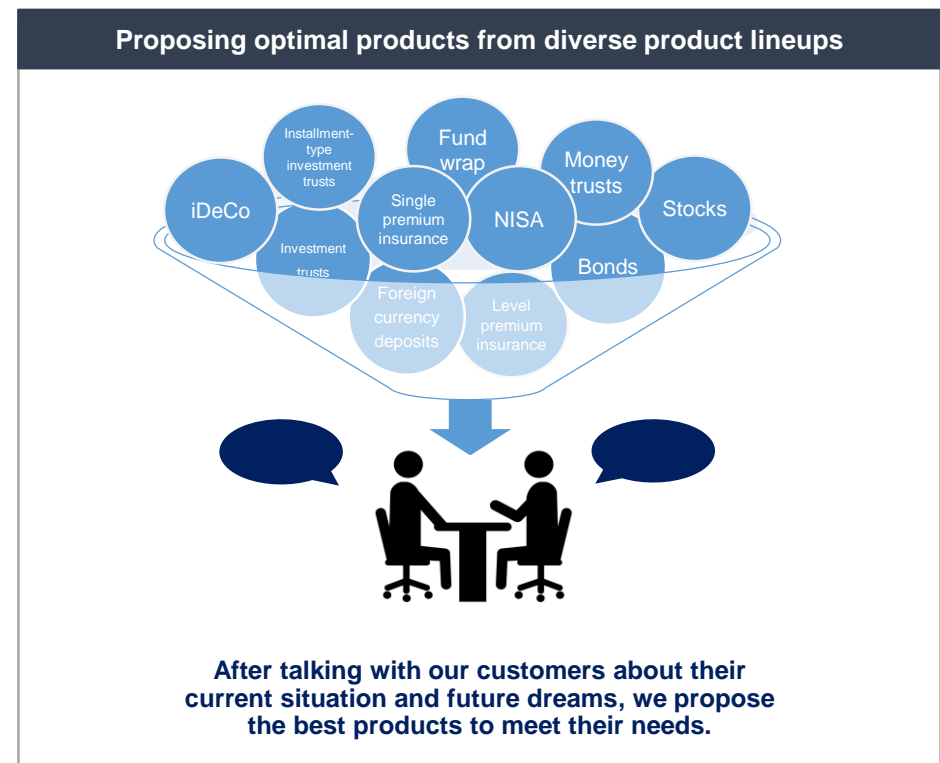 Proposing optimal products from diverse product lineups
Installment-
type
investment
trusts
Fund
wrap
Money
trusts
iDeCo
Single
premium
insurance
NISA
Stocks
Investment
trusts
Bonds
Foreign
currency
deposits
Level
premium
insurance
After talking with our customers about their
current situation and future dreams, we propose
the best products to meet their needs.